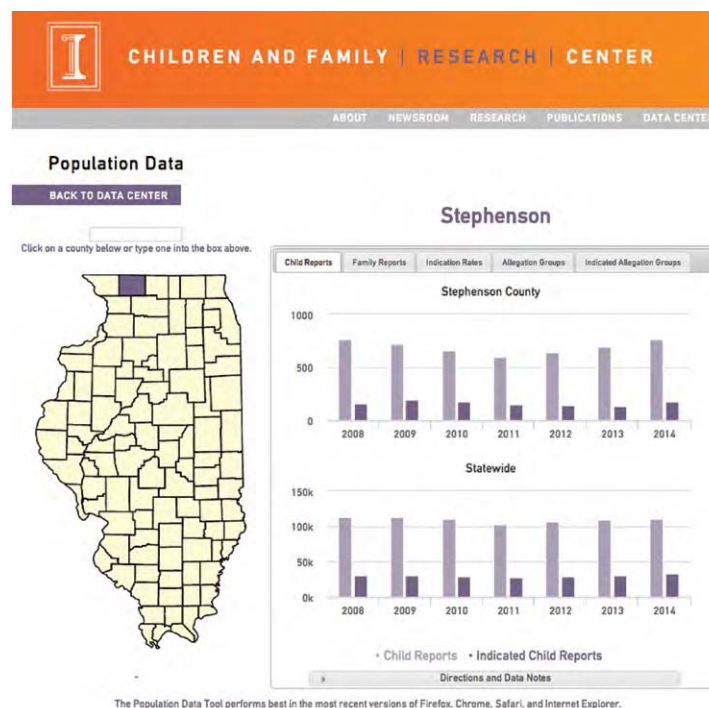 CHILDREN AND FAMILY | RESEARCH | CENTER
ABOUT NEWSROOM RESEARCH PUBLICATIONS DATA CENTE
Population Data
BACK TO DATA CENTER
Click on a county below or type one into the box above.
Stephenson
Child Reports Family Reports Indication Rates Allegation Groups Indicated Allegation Groups
Stephenson County
1000
500
0
2008 2009 2010 2011 2012 2013 2014
Statewide
150k
100k
50k
0k
2008 2009 2010 2011 2012 2013 2014
• Child Reports • Indicated Child Reports
Directions and Data Notes
The Population Data Tool performs best in the most recent versions of Firefox, Chrome, Safari, and Internet Explorer.